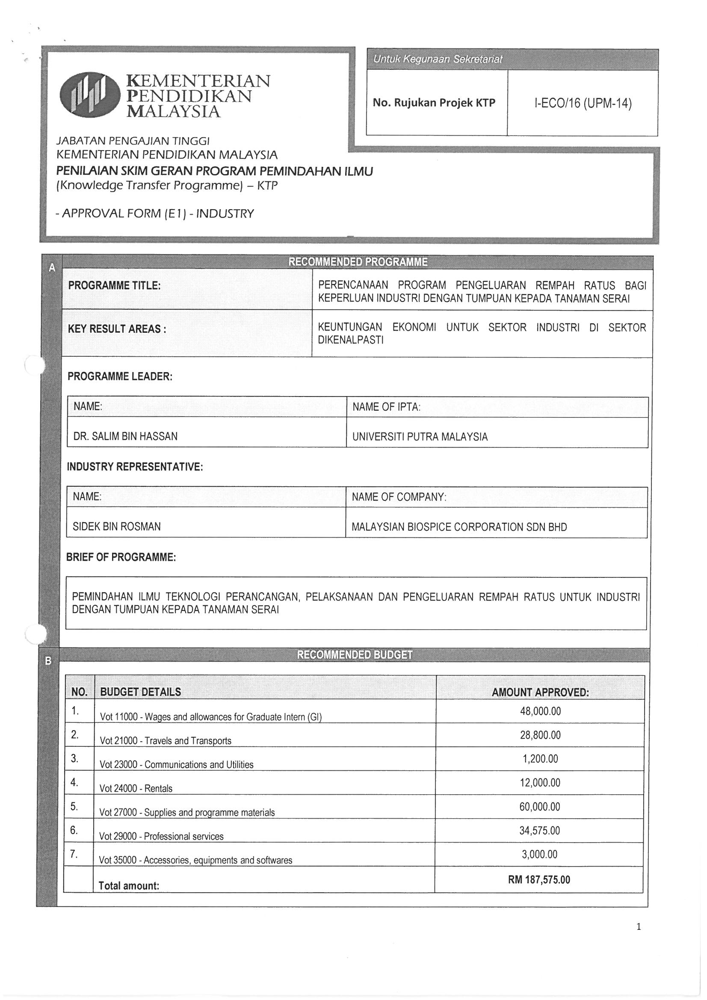 Untuk Kegunaan Sekretariat
KEMENTERIAN
PENDIDIKAN
MALAYSIA
No. Rujukan Projek KTP
I-ECO/16 (UPM-14)
JABATAN PENGAJIAN TINGGI
KEMENTERIAN PENDIDIKAN MALAYSIA
PENILAIAN SKIM GERAN PROGRAM PEMINDAHAN ILMU
(Knowledge Transfer Programme) – KTP
- APPROVAL FORM (E1) - INDUSTRY
A
RECOMMENDED PROGRAMME
PROGRAMME TITLE:
PERENCANAAN PROGRAM PENGELUARAN REMPAH RATUS BAGI
KEPERLUAN INDUSTRI DENGAN TUMPUAN KEPADA TANAMAN SERAI
KEY RESULT AREAS :
KEUNTUNGAN EKONOMI UNTUK SEKTOR INDUSTRI DI SEKTOR
DIKENALPASTI
PROGRAMME LEADER:
NAME:
NAME OF IPTA:
DR. SALIM BIN HASSAN
UNIVERSITI PUTRA MALAYSIA
INDUSTRY REPRESENTATIVE:
NAME:
NAME OF COMPANY:
SIDEK BIN ROSMAN
MALAYSIAN BIOSPICE CORPORATION SDN BHD
BRIEF OF PROGRAMME:
PEMINDAHAN ILMU TEKNOLOGI PERANCANGAN, PELAKSANAAN DAN PENGELUARAN REMPAH RATUS UNTUK INDUSTRI
DENGAN TUMPUAN KEPADA TANAMAN SERAI
B
RECOMMENDED BUDGET
NO. BUDGET DETAILS AMOUNT APPROVED:
1. Vot 11000 - Wages and allowances for Graduate Intern (GI) 48,000.00
2. Vot 21000 - Travels and Transports 28,800.00
3. Vot 23000 - Communications and Utilities 1,200.00
4. Vot 24000 - Rentals 12,000.00
5. Vot 27000 - Supplies and programme materials 60,000.00
6. Vot 29000 - Professional services 34,575.00
7. Vot 35000 - Accessories, equipments and softwares 3,000.00
Total amount: RM 187,575.00
1